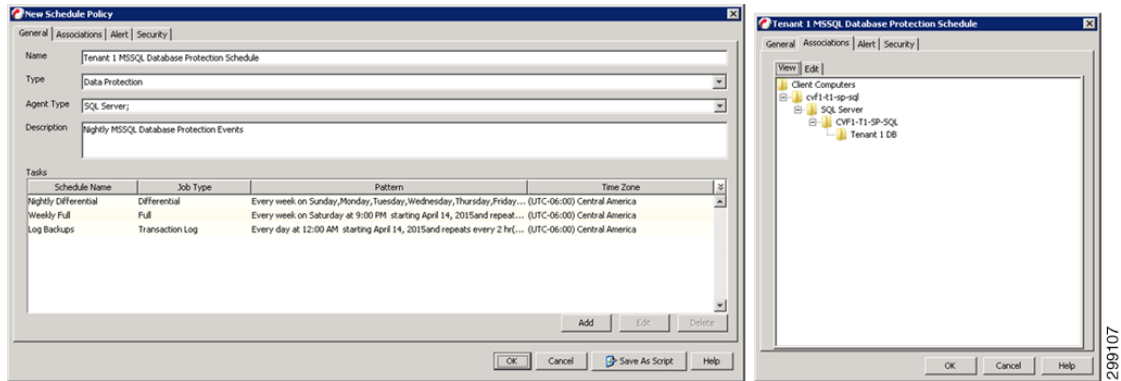 New Schedule Policy
General Associations Alert Security
Name Tenant 1 MSSQL Database Protection Schedule
Type Data Protection
Agent Type SQL Server;
Description Nightly MSSQL Database Protection Events
Tasks
Schedule Name Job Type Pattern Time Zone
Nightly Differential Differential Every week on Sunday,Monday,Tuesday,Wednesday,Thursday,Friday... (UTC-06:00) Central America
Weekly Full Full Every week on Saturday at 9:00 PM starting April 14, 2015and repeat... (UTC-06:00) Central America
Log Backups Transaction Log Every day at 12:00 AM starting April 14, 2015and repeats every 2 hr(... (UTC-06:00) Central America
Add Edit Delete
OK Cancel Save As Script Help
Tenant 1 MSSQL Database Protection Schedule
General Associations Alert Security
View Edit
Client Computers
cvf1-t1-sp-sql
SQL Server
CVF1-T1-SP-SQL
Tenant 1 DB
OK Cancel Help
299107